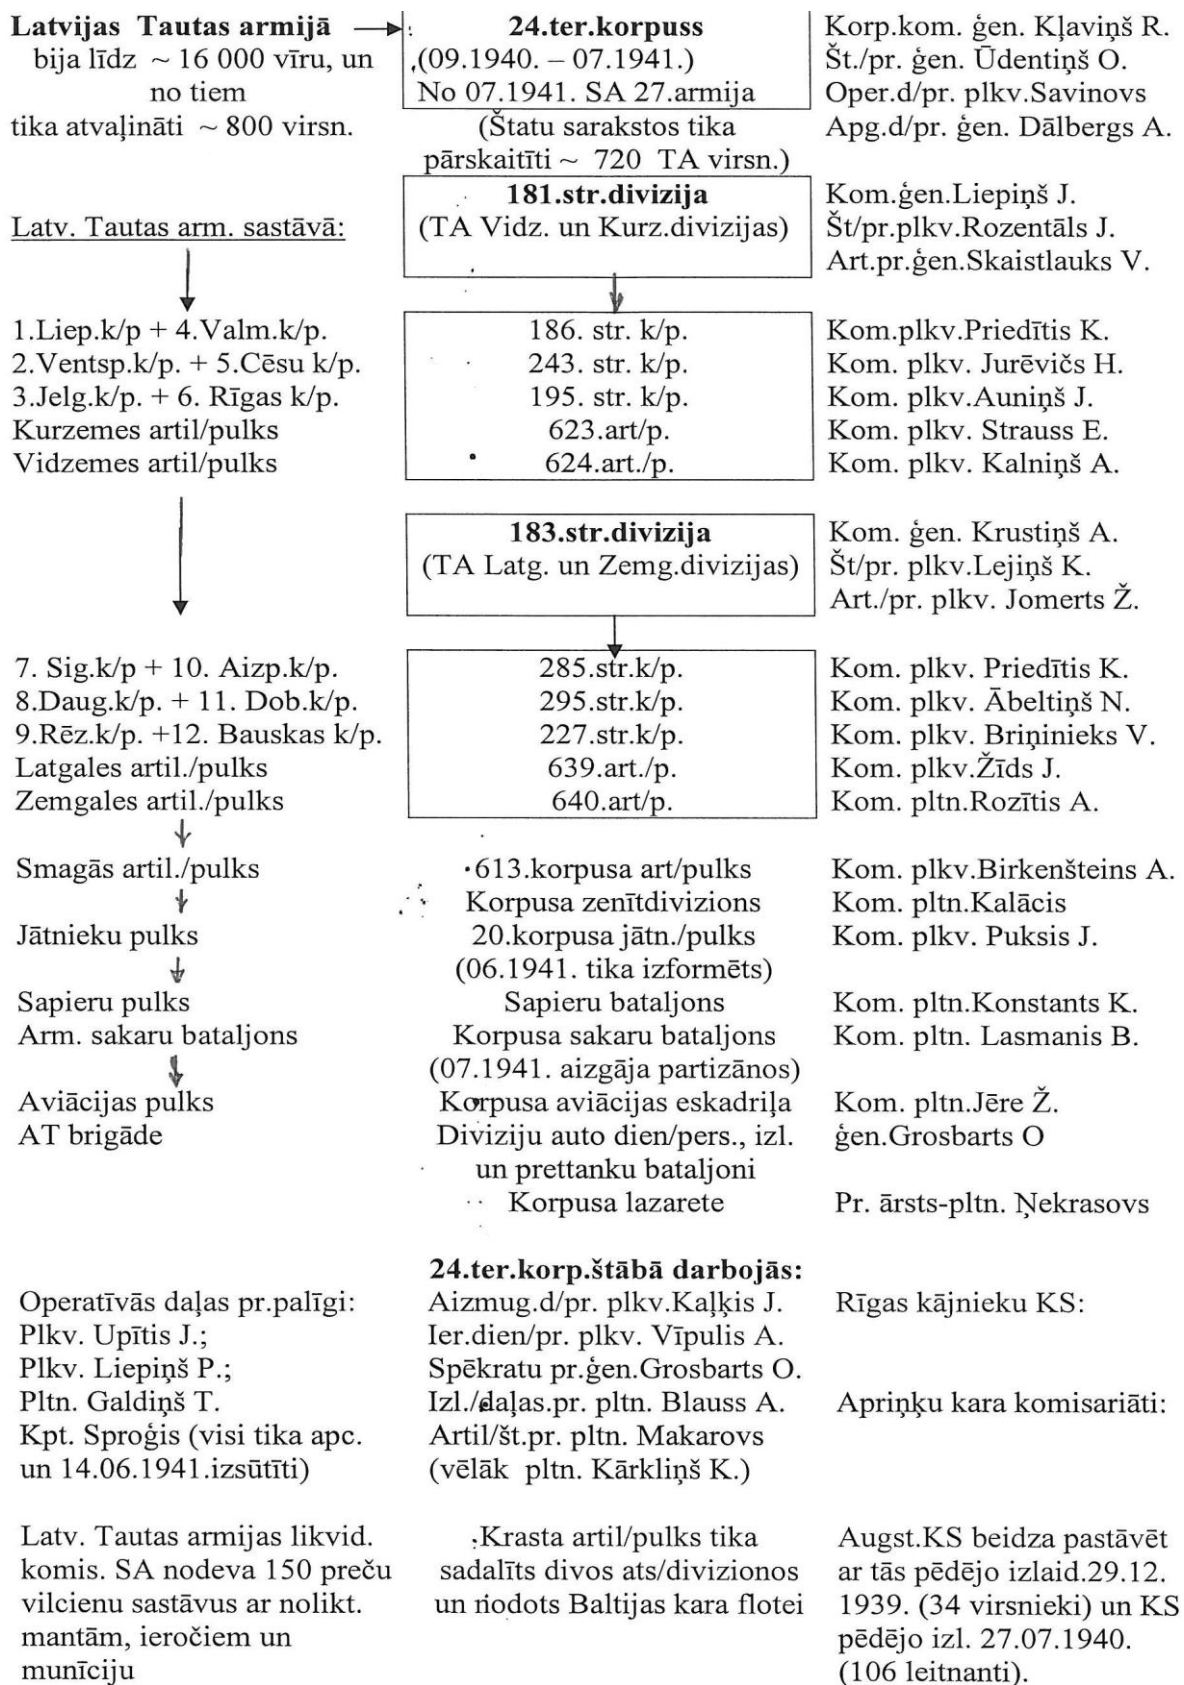 Latvijas Tautas armijā
bija līdz ~ 16 000 vīru, un
no tiem
tika atvaļināti ~ 800 virsn.
24.ter.korpuss
(09.1940. – 07.1941.)
No 07.1941. SA 27.armija
(Štatu sarakstos tika
pārskaitīti ~ 720 TA virsn.)
Korp.kom. ģen. Kļaviņš R.
Št./pr. ģen. Ūdentiņš O.
Oper.d/pr. plkv.Savinovs
Apg.d/pr. ģen. Dālbergs A.
Latv. Tautas arm. sastāvā:
181.str.divizija
(TA Vidz. un Kurz.divizijas)
Kom.ģen.Liepiņš J.
Št/pr.plkv.Rozentāls J.
Art.pr.ģen.Skaistlauks V.
1.Liep.k/p + 4.Valm.k/p.
2.Ventsp.k/p. + 5.Cēsu k/p.
3.Jelg.k/p. + 6. Rīgas k/p.
Kurzemes artil/pulks
Vidzemes artil/pulks
186. str. k/p.
243. str. k/p.
195. str. k/p.
623.art/p.
624.art./p.
Kom.plkv.Priedītis K.
Kom. plkv. Jurēvičs H.
Kom. plkv.Auniņš J.
Kom. plkv. Strauss E.
Kom. plkv. Kalniņš A.
183.str.divizija
(TA Latg. un Zemg.divizijas)
Kom. ģen. Krustiņš A.
Št/pr. plkv.Lejiņš K.
Art./pr. plkv. Jomerts Ž.
7. Sig.k/p + 10. Aizp.k/p.
8.Daug.k/p. + 11. Dob.k/p.
9.Rēz.k/p. +12. Bauskas k/p.
Latgales artil./pulks
Zemgales artil./pulks
285.str.k/p.
295.str.k/p.
227.str.k/p.
639.art./p.
640.art/p.
Kom. plkv. Priedītis K.
Kom. plkv. Ābeltiņš N.
Kom. plkv. Briņinieks V.
Kom. plkv.Žīds J.
Kom. pltn.Rozītis A.
Smagās artil./pulks
613.korpusa art/pulks
Kom. plkv.Birkenšteins A.
Korpusa zenītdivizions
Kom. pltn.Kalācis
Jātnieku pulks
20.korpusa jātn./pulks
(06.1941. tika izformēts)
Kom. plkv. Puksis J.
Sapieru pulks
Sapieru bataljons
Kom. pltn.Konstants K.
Arm. sakaru bataljons
Korpusa sakaru bataljons
(07.1941. aizgāja partizānos)
Kom. pltn. Lasmanis B.
Aviācijas pulks
Korpusa aviācijas eskadriļa
Kom. pltn.Jēre Ž.
AT brigāde
Diviziju auto dien/pers., izl.
un prettanku bataljoni
ģen.Grosbarts O
Korpusa lazarete
Pr. ārsts-pltn. Ņekrasovs
24.ter.korp.štābā darbojās:
Operatīvās daļas pr.palīgi:
Plkv. Upītis J.;
Plkv. Liepiņš P.;
Pltn. Galdiņš T.
Kpt. Sproģis (visi tika apc.
un 14.06.1941.izsūtīti)
Aizmug.d/pr. plkv.Kaļķis J.
Ier.dien/pr. plkv. Vīpulis A.
Spēkratu pr.ģen.Grosbarts O.
Izl./daļas.pr. pltn. Blauss A.
Artil/št.pr. pltn. Makarovs
(vēlāk pltn. Kārkliņš K.)
Rīgas kājnieku KS:
Apriņķu kara komisariāti:
Latv. Tautas armijas likvid.
komis. SA nodeva 150 preču
vilcienu sastāvus ar nolikt.
mantām, ieročiem un
munīciju
Krasta artil/pulks tika
sadalīts divos ats/divizionos
un nodots Baltijas kara flotei
Augst.KS beidza pastāvēt
ar tās pēdējo izlaid.29.12.
1939. (34 virsnieki) un KS
pēdējo izl. 27.07.1940.
(106 leitnanti).